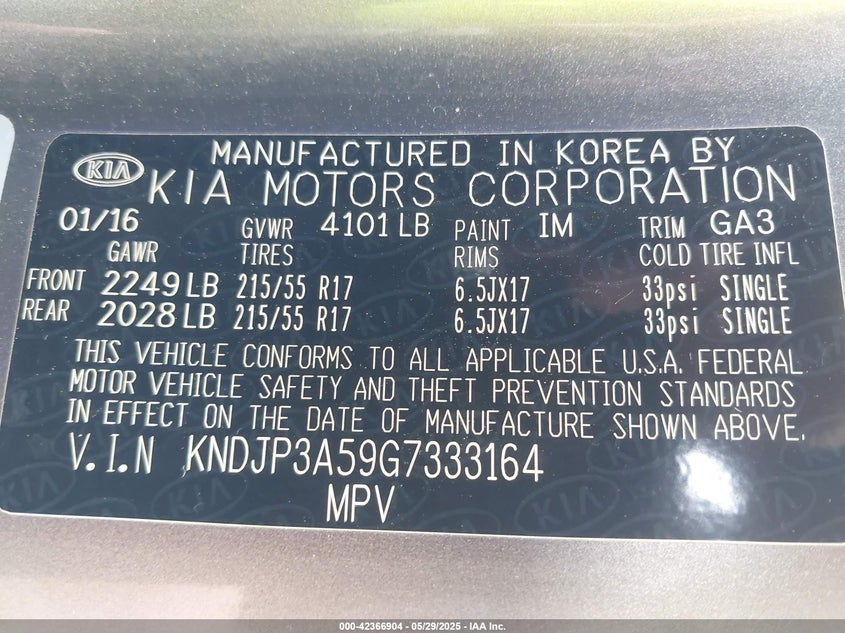 KIA MANUFACTURED IN KOREA BY
KIA MOTORS CORPORATION
01/16 GVWR 4101 LB PAINT IM TRIM GA3
GAWR TIRES RIMS COLD TIRE INFL
FRONT 2249 LB 215/55 R17 6.5JX17 33psi SINGLE
REAR 2028 LB 215/55 R17 6.5JX17 33psi SINGLE
THIS VEHICLE CONFORMS TO ALL APPLICABLE U.S.A. FEDERAL
MOTOR VEHICLE SAFETY AND THEFT PREVENTION STANDARDS
IN EFFECT ON THE DATE OF MANUFACTURE SHOWN ABOVE.
V.I.N KNDJP3A59G7333164
MPV
000-42366904 - 05/29/2025 - IAA Inc.